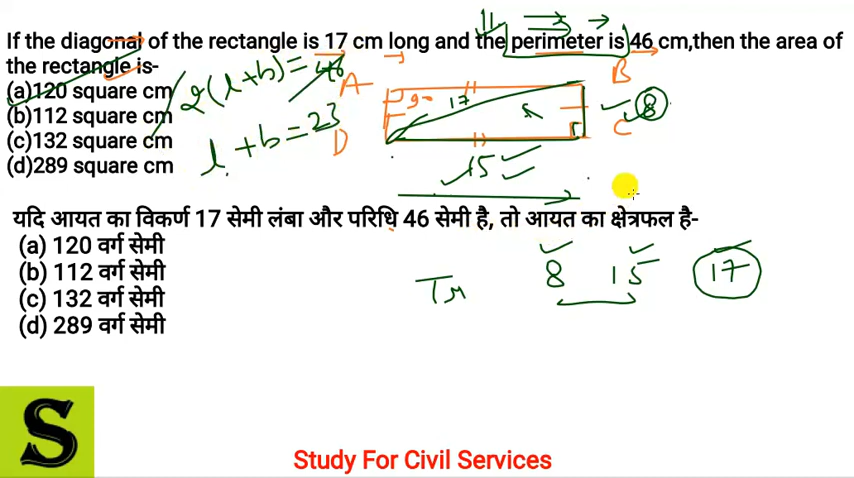 11
If the diagonal of the rectangle is 17 cm long and the perimeter is 46 cm,then the area of
the rectangle is-
(a)120 square cm
(b)112 square cm
(c)132 square cm
(d)289 square cm
2(l+b)=46
l+b=23
A
B
D
C
90
17
8
15
यदि आयत का विकर्ण 17 सेमी लंबा और परिधि 46 सेमी है, तो आयत का क्षेत्रफल है-
(a) 120 वर्ग सेमी
(b) 112 वर्ग सेमी
(c) 132 वर्ग सेमी
(d) 289 वर्ग सेमी
8 15 17
S
Study For Civil Services